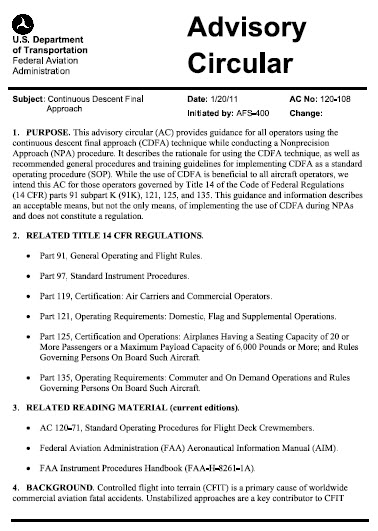 U.S. Department
of Transportation
Federal Aviation
Administration
Advisory
Circular
Subject: Continuous Descent Final
Approach
Date: 1/20/11
Initiated by: AFS-400
AC No: 120-108
Change:
1. PURPOSE. This advisory circular (AC) provides guidance for all operators using the
continuous descent final approach (CDFA) technique while conducting a Nonprecision
Approach (NPA) procedure. It describes the rationale for using the CDFA technique, as well as
recommended general procedures and training guidelines for implementing CDFA as a standard
operating procedure (SOP). While the use of CDFA is beneficial to all aircraft operators, we
intend this AC for those operators governed by Title 14 of the Code of Federal Regulations
(14 CFR) parts 91 subpart K (91K), 121, 125, and 135. This guidance and information describes
an acceptable means, but not the only means, of implementing the use of CDFA during NPAs
and does not constitute a regulation.
2. RELATED TITLE 14 CFR REGULATIONS.
• Part 91, General Operating and Flight Rules.
• Part 97, Standard Instrument Procedures.
• Part 119, Certification: Air Carriers and Commercial Operators.
• Part 121, Operating Requirements: Domestic, Flag and Supplemental Operations.
• Part 125, Certification and Operations: Airplanes Having a Seating Capacity of 20 or
More Passengers or a Maximum Payload Capacity of 6,000 Pounds or More; and Rules
Governing Persons On Board Such Aircraft.
• Part 135, Operating Requirements: Commuter and On Demand Operations and Rules
Governing Persons On Board Such Aircraft.
3. RELATED READING MATERIAL (current editions).
• AC 120-71, Standard Operating Procedures for Flight Deck Crewmembers.
• Federal Aviation Administration (FAA) Aeronautical Information Manual (AIM).
• FAA Instrument Procedures Handbook (FAA-H-8261-1A).
4. BACKGROUND. Controlled flight into terrain (CFIT) is a primary cause of worldwide
commercial aviation fatal accidents. Unstabilized approaches are a key contributor to CFIT